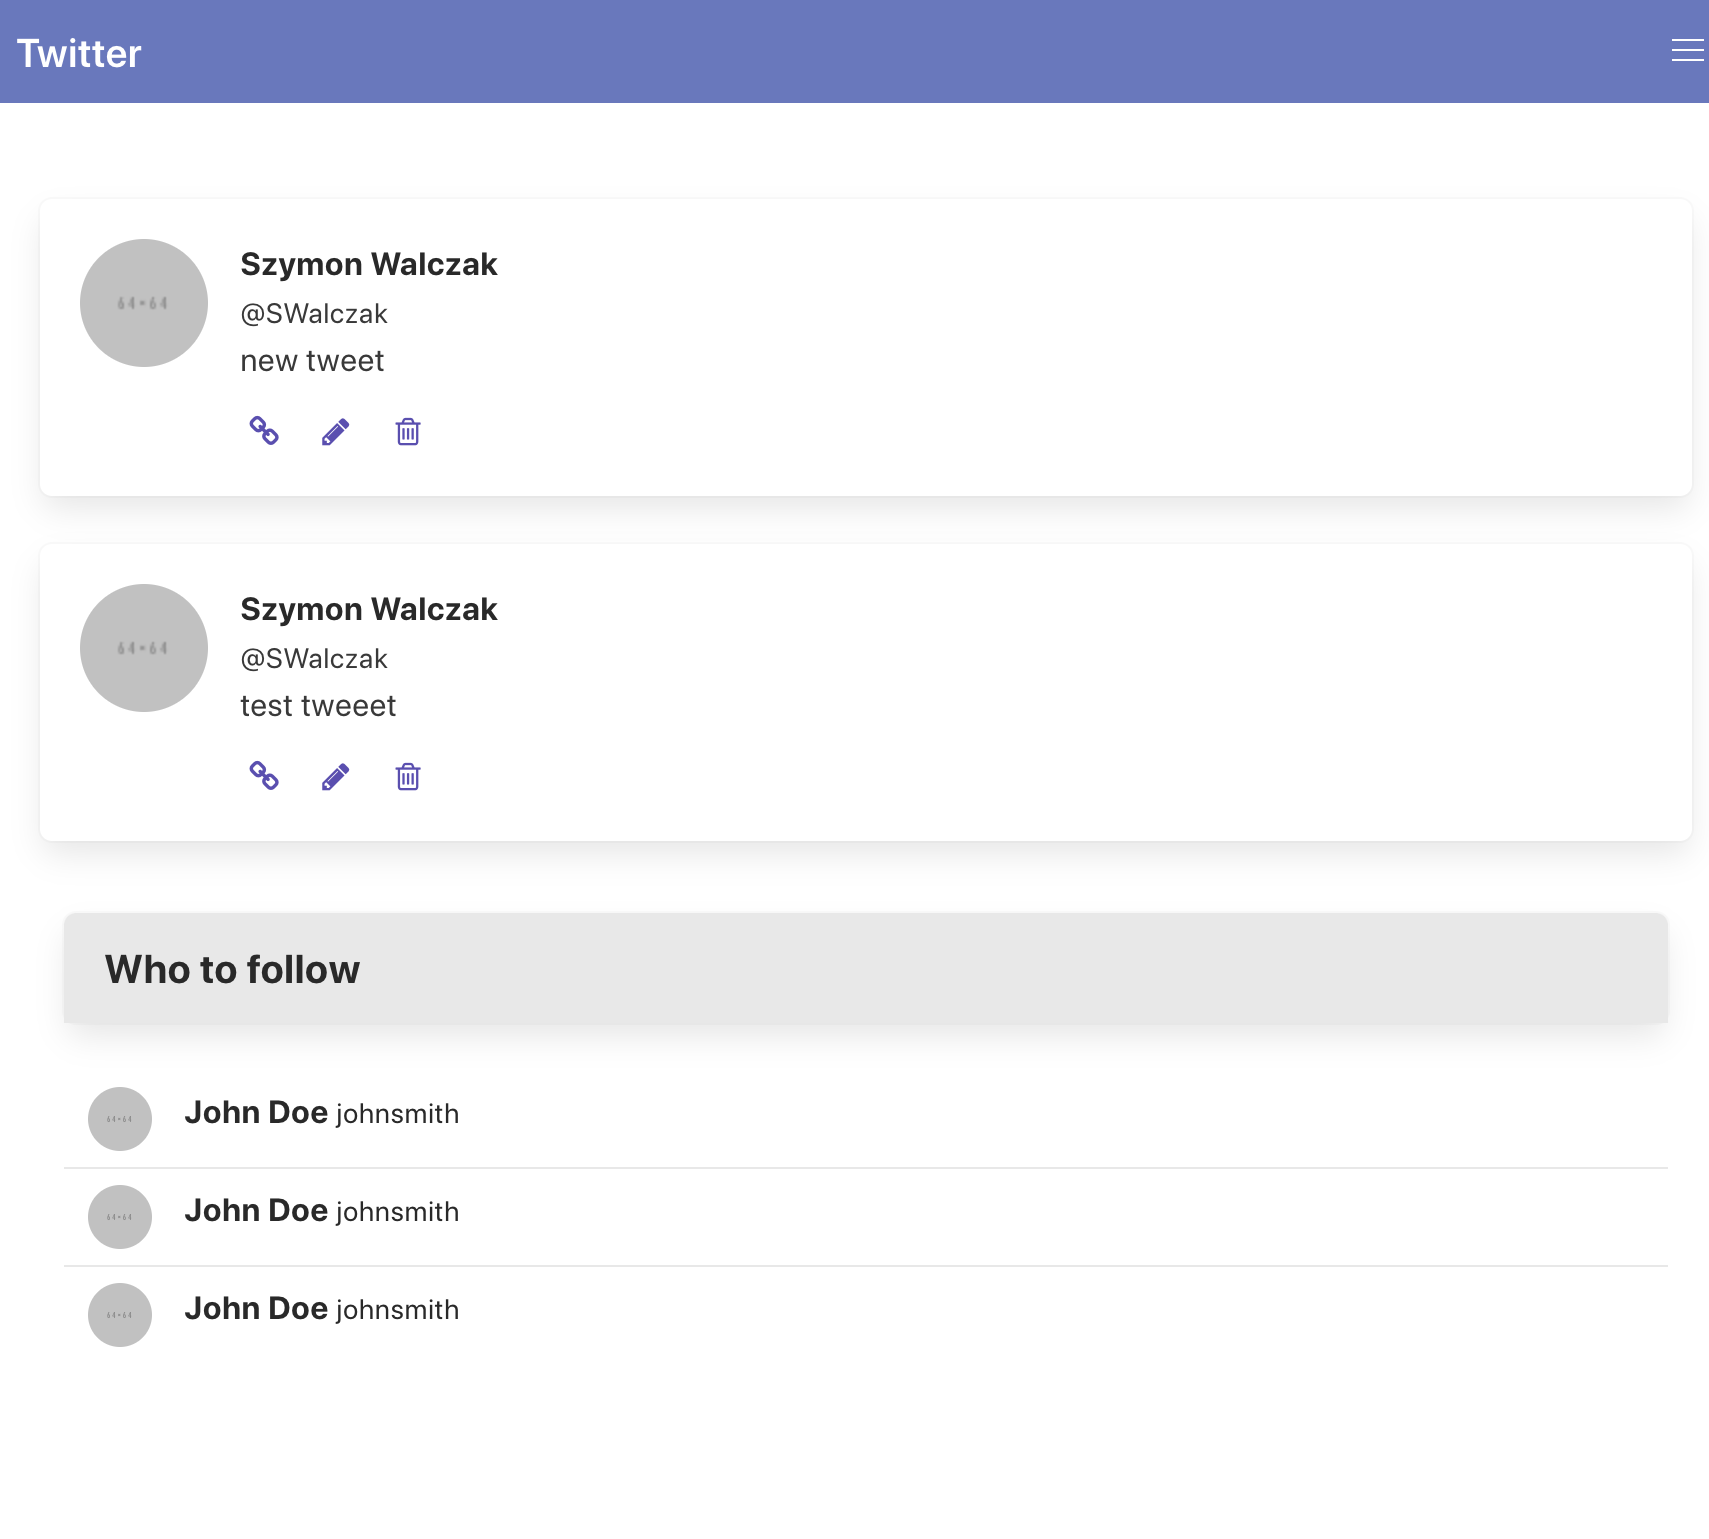 Twitter
64×64
Szymon Walczak
@SWalczak
new tweet
64×64
Szymon Walczak
@SWalczak
test tweeet
Who to follow
64×64
John Doe johnsmith
64×64
John Doe johnsmith
64×64
John Doe johnsmith